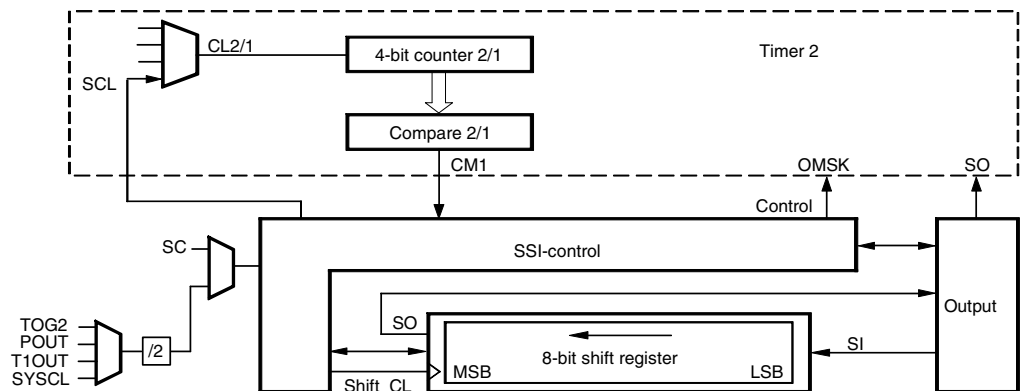 Timer 2
CL2/1
4-bit counter 2/1
SCL
Compare 2/1
CM1
OMSK
SO
Control
SC
SSI-control
TOG2
POUT
T1OUT
SYSCL
/2
SO
Output
8-bit shift register
MSB
LSB
SI
Shift_CL